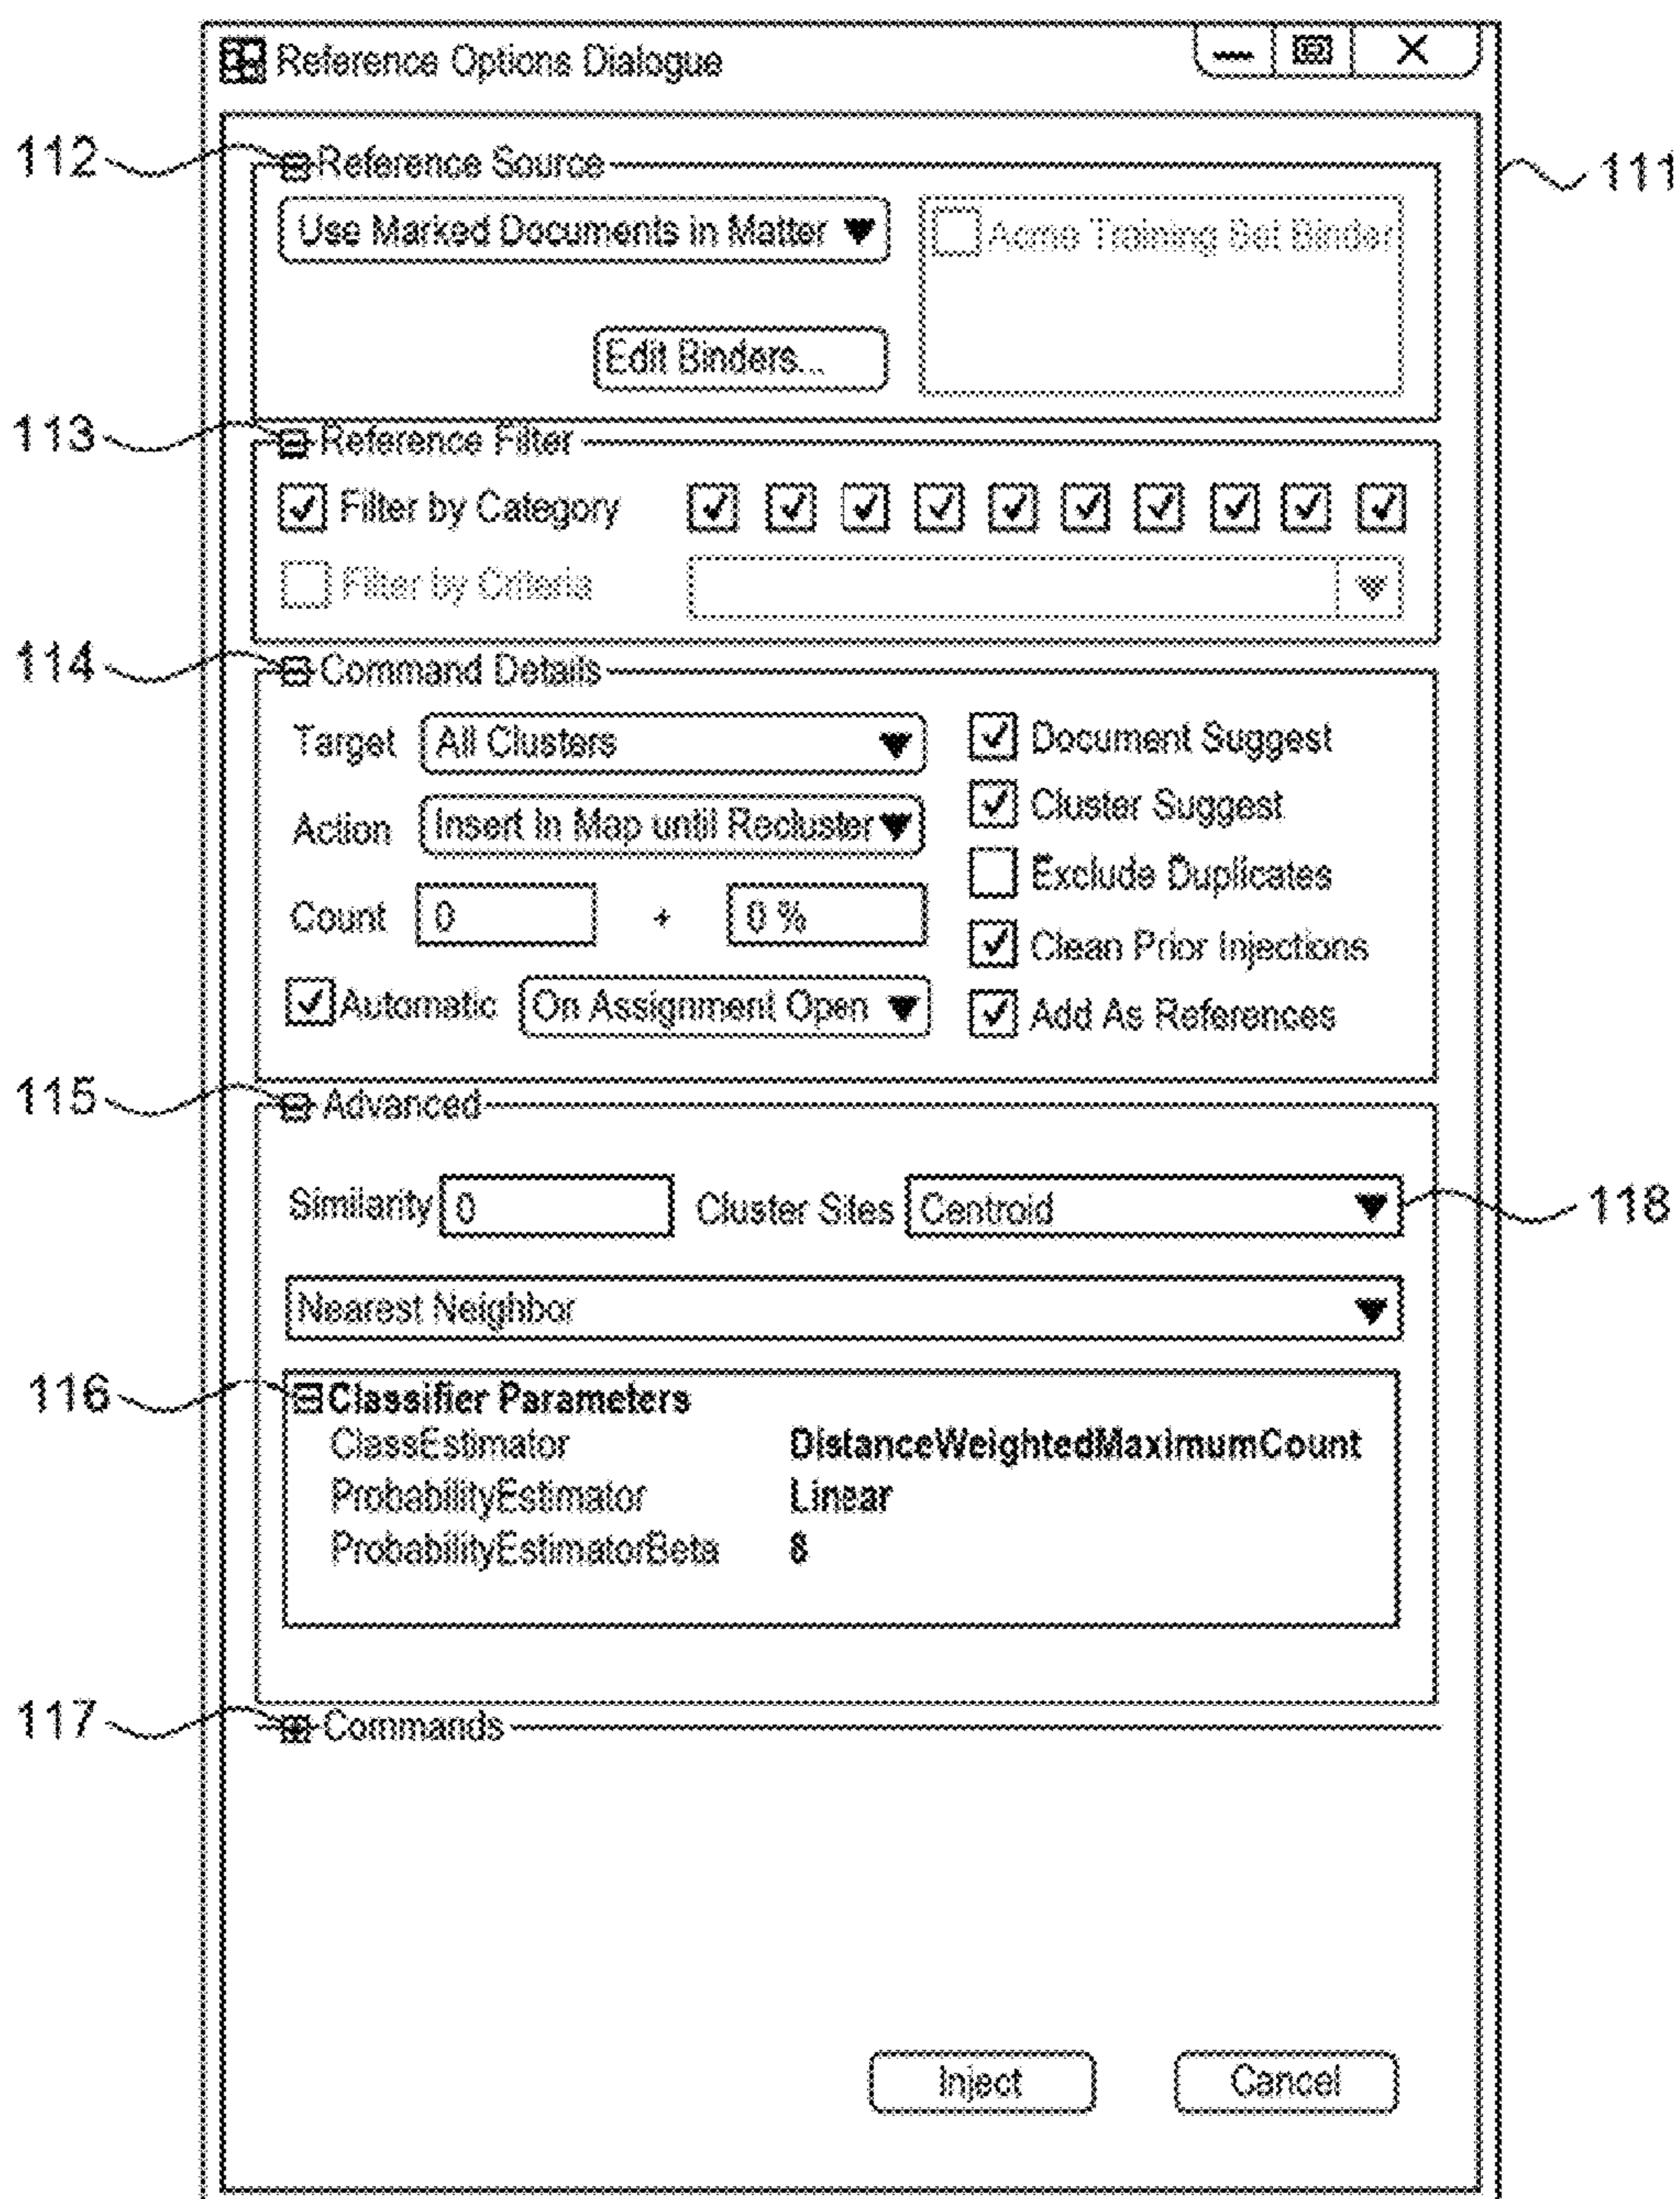 Reference Options Dialogue
111
112
Reference Source
Use Marked Documents in Matter
Acme Training Set Binder
Edit Binders...
113
Reference Filter
Filter by Category
Filter by Criteria
114
Command Details
Target All Clusters
Document Suggest
Action Insert in Map until Recluster
Cluster Suggest
Exclude Duplicates
Count 0 + 0 %
Clean Prior Injections
Automatic On Assignment Open
Add As References
115
Advanced
Similarity 0 Cluster Sites Centroid
118
Nearest Neighbor
116
Classifier Parameters
ClassEstimator DistanceWeightedMaximumCount
ProbabilityEstimator Linear
ProbabilityEstimatorBeta 8
117
Commands
Inject Cancel